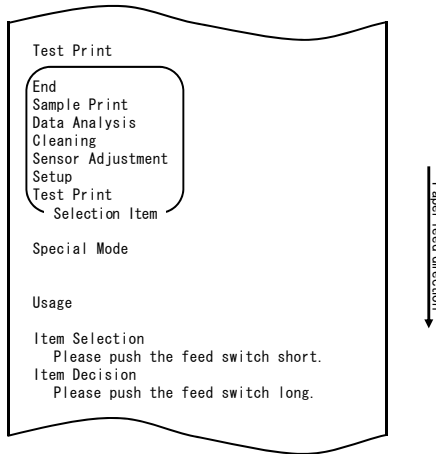 Test Print
End
Sample Print
Data Analysis
Cleaning
Sensor Adjustment
Setup
Test Print
Selection Item
Special Mode
Usage
Item Selection
Please push the feed switch short.
Item Decision
Please push the feed switch long.
feed direction